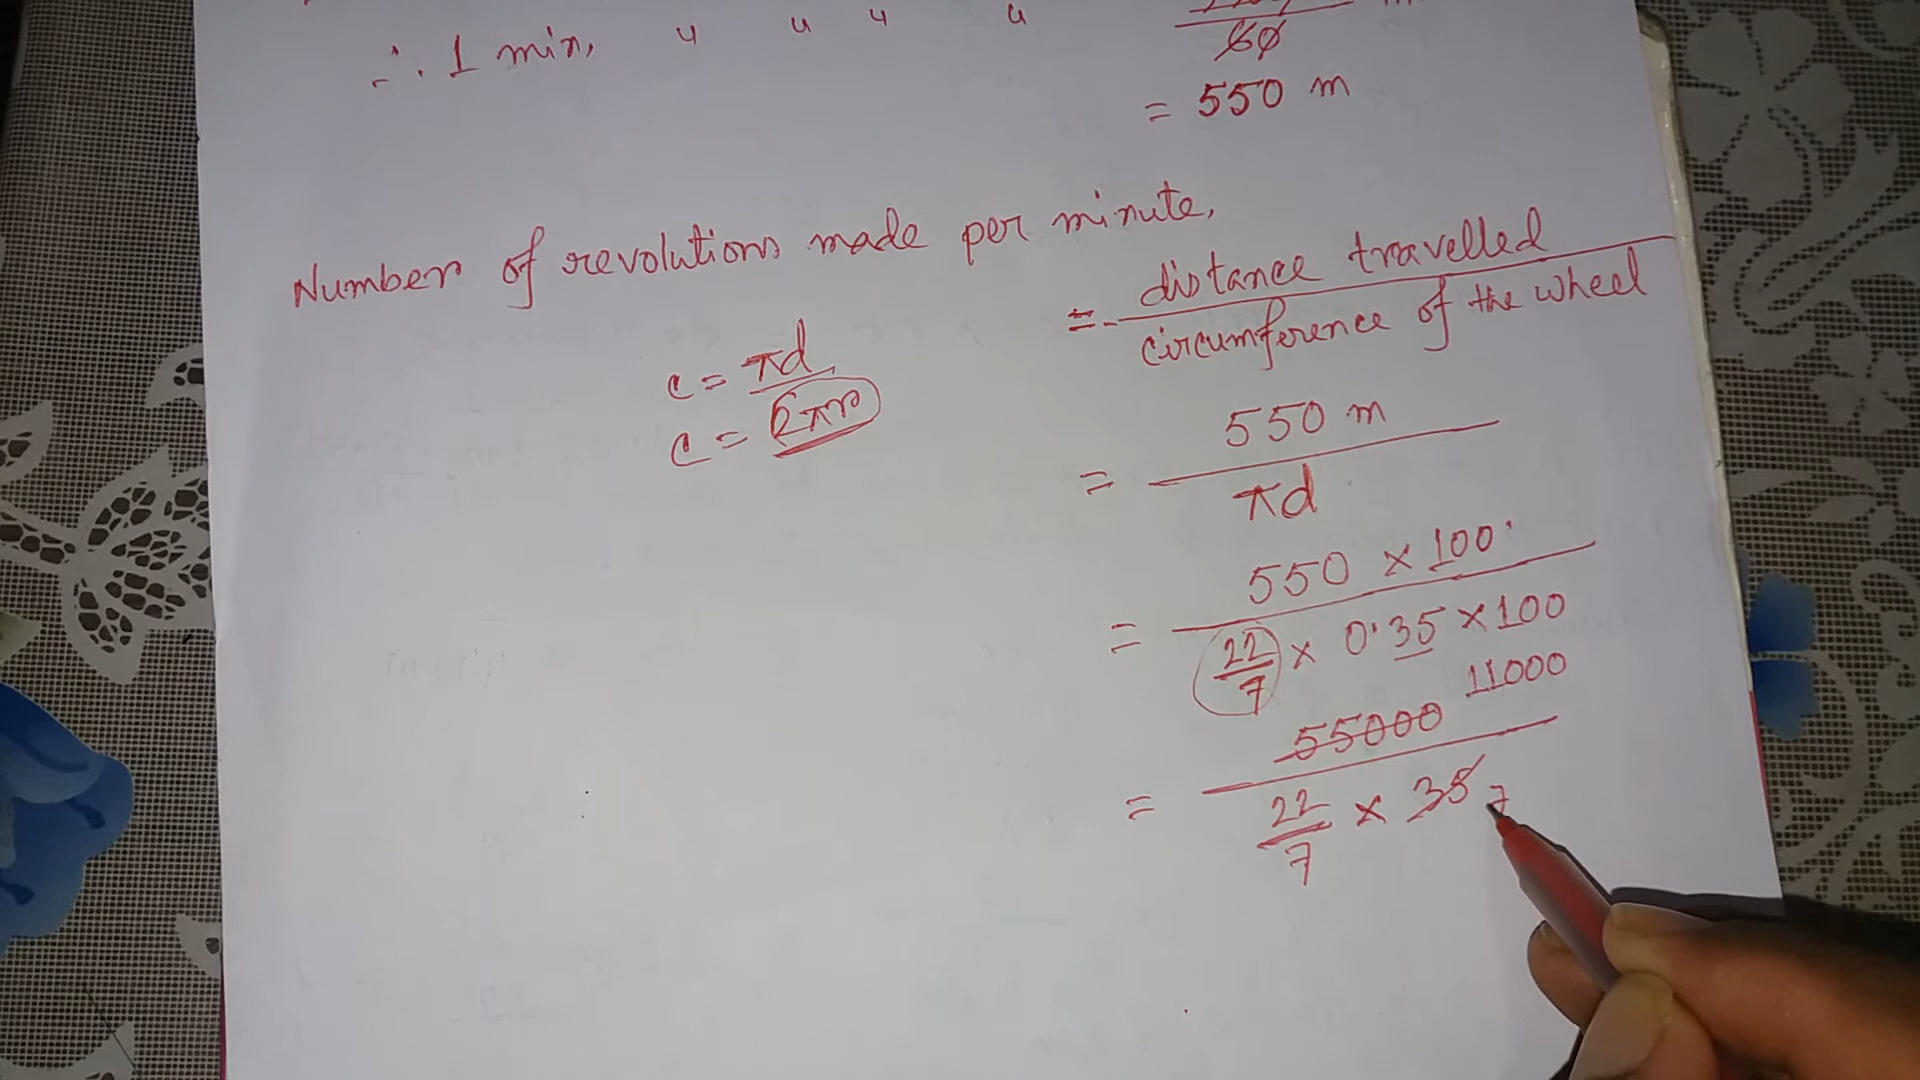 ∴ 1 min, " " " "
60
= 550 m
Number of revolutions made per minute,
= distance travelled
circumference of the wheel
c = πd
c = 2πr
= 550 m
πd
= 550 × 100
22/7 × 0.35 × 100
= 55000 11000
22/7 × 35 7